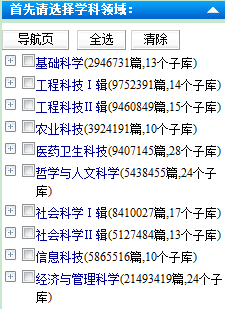 首先请选择学科领域：
导航页 全选 清除
基础科学(2946731篇,13个子库)
工程科技Ⅰ辑(9752391篇,14个子库)
工程科技Ⅱ辑(9460849篇,15个子库)
农业科技(3924191篇,10个子库)
医药卫生科技(9407145篇,28个子库)
哲学与人文科学(5438455篇,24个子
库)
社会科学Ⅰ辑(8410027篇,17个子库)
社会科学Ⅱ辑(5127484篇,13个子库)
信息科技(5865516篇,10个子库)
经济与管理科学(21493419篇,24个子
库)